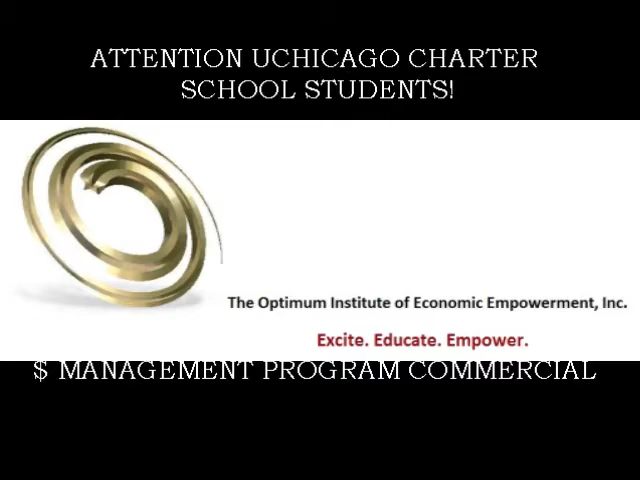 ATTENTION UCHICAGO CHARTER
SCHOOL STUDENTS!
The Optimum Institute of Economic Empowerment, Inc.
Excite. Educate. Empower.
$ MANAGEMENT PROGRAM COMMERCIAL